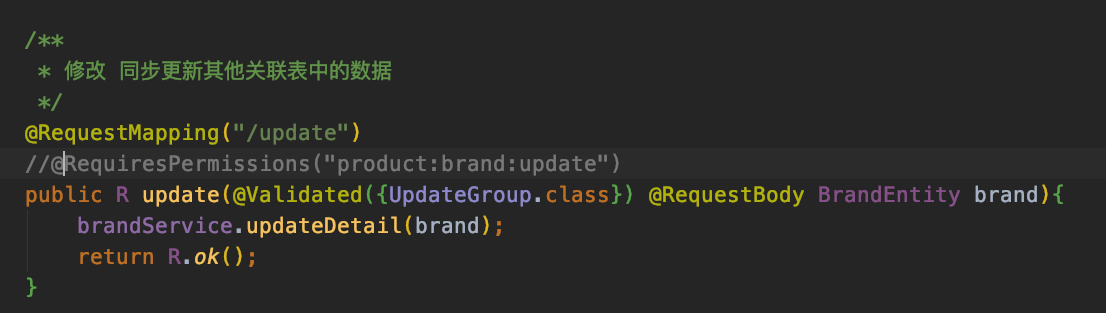 /**
 * 修改 同步更新其他关联表中的数据
 */
@RequestMapping("/update")
//@RequiresPermissions("product:brand:update")
public R update(@Validated({UpdateGroup.class}) @RequestBody BrandEntity brand){
    brandService.updateDetail(brand);
    return R.ok();
}